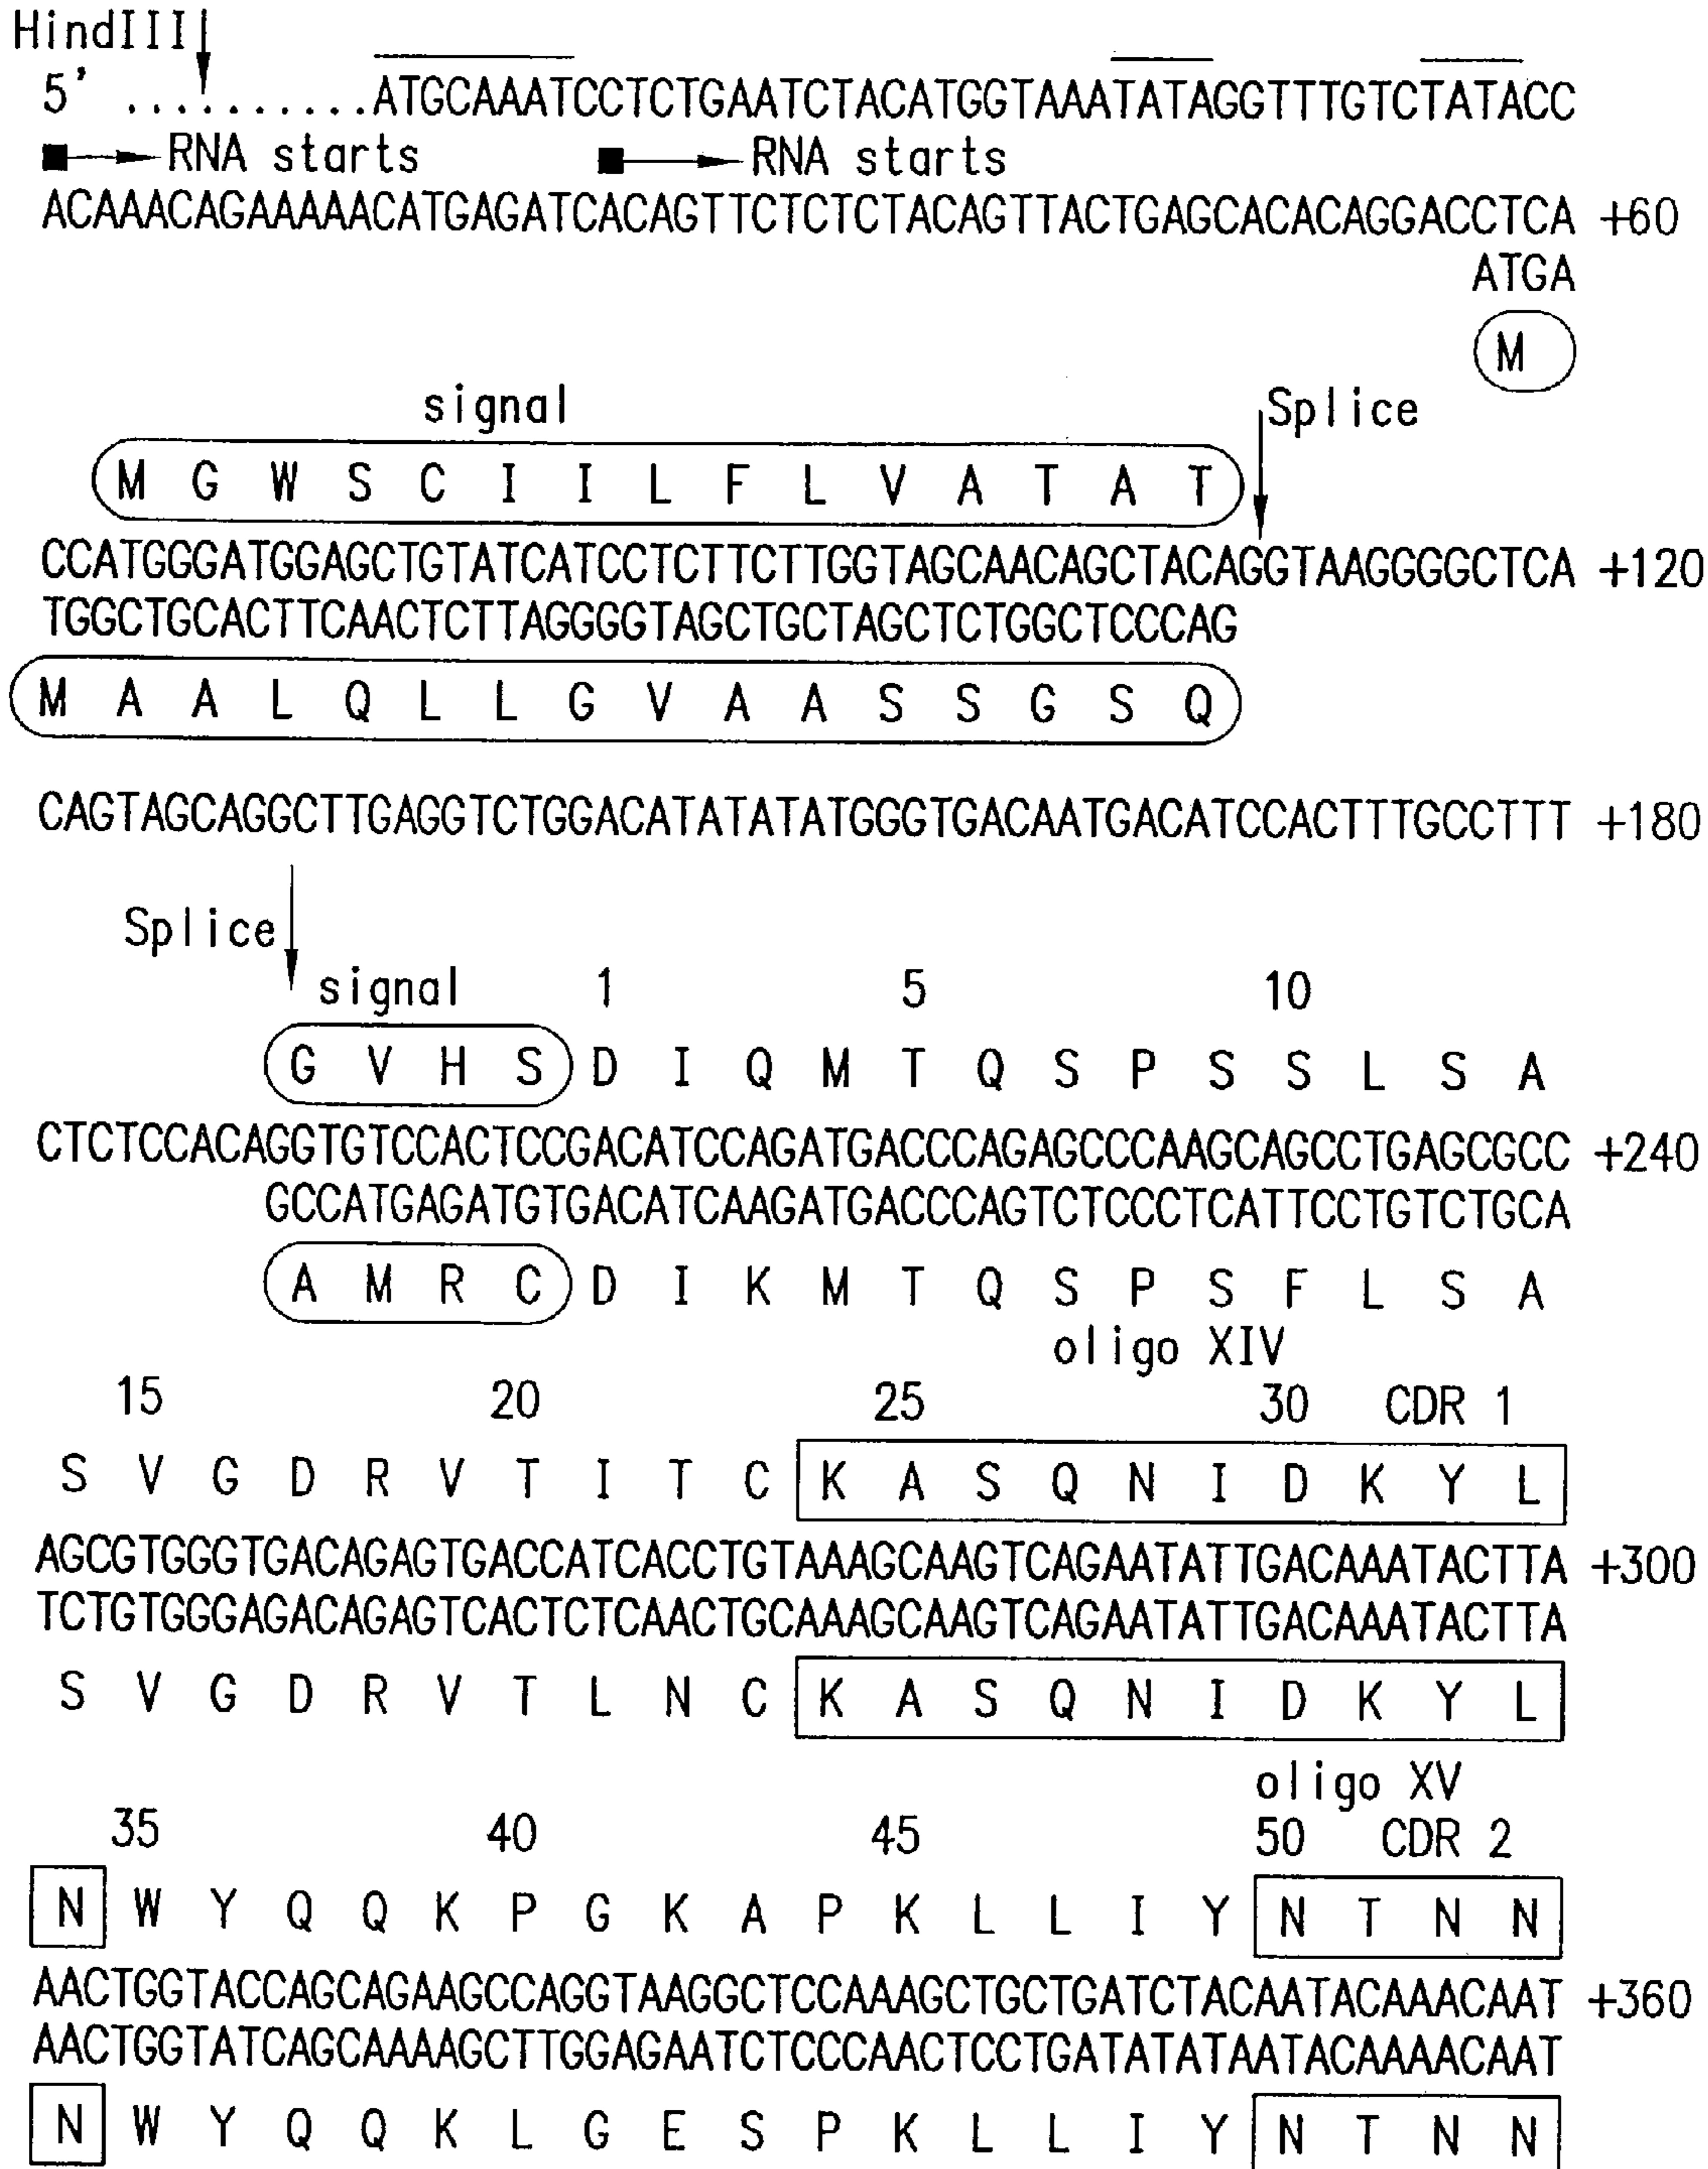 HindIII
5' ..........ATGCAAATCCTCTGAATCTACATGGTAAATATAGGTTTGTCTATACC
RNA starts RNA starts
ACAAACAGAAAAACATGAGATCACAGTTCTCTCTACAGTTACTGAGCACACAGGACCTCA +60
ATGA
M
signal Splice
M G W S C I I L F L V A T A T
CCATGGGATGGAGCTGTATCATCCTCTTCTTGGTAGCAACAGCTACAGGTAAGGGGCTCA +120
TGGCTGCACTTCAACTCTTAGGGGTAGCTGCTAGCTCTGGCTCCCAG
M A A L Q L L G V A A S S G S Q
CAGTAGCAGGCTTGAGGTCTGGACATATATATGGGTGACAATGACATCCACTTTGCCTTT +180
Splice
signal 1 5 10
G V H S D I Q M T Q S P S S L S A
CTCTCCACAGGTGTCCACTCCGACATCCAGATGACCCAGAGCCCAAGCAGCCTGAGCGCC +240
GCCATGAGATGTGACATCAAGATGACCCAGTCTCCCTCATTCCTGTCTGCA
A M R C D I K M T Q S P S F L S A
oligo XIV
15 20 25 30 CDR 1
S V G D R V T I T C K A S Q N I D K Y L
AGCGTGGGTGACAGAGTGACCATCACCTGTAAAGCAAGTCAGAATATTGACAAATACTTA +300
TCTGTGGGAGACAGAGTCACTCTCAACTGCAAAGCAAGTCAGAATATTGACAAATACTTA
S V G D R V T L N C K A S Q N I D K Y L
oligo XV
35 40 45 50 CDR 2
N W Y Q Q K P G K A P K L L I Y N T N N
AACTGGTACCAGCAGAAGCCAGGTAAGGCTCCAAAGCTGCTGATCTACAATACAAACAAT +360
AACTGGTATCAGCAAAAGCTTGGAGAATCTCCCAACTCCTGATATATAATACAAAACAAT
N W Y Q Q K L G E S P K L L I Y N T N N